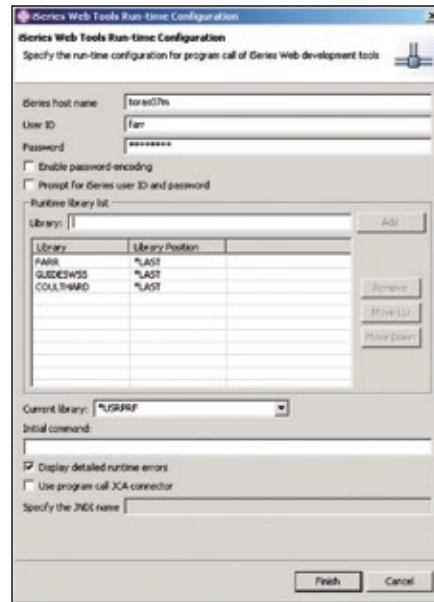 iSeries Web Tools Run-time Configuration
iSeries Web Tools Run-time Configuration
Specify the run-time configuration for program call of iSeries Web development tools
iSeries host name toras07m
User ID farr
Password ********
Enable password encoding
Prompt for iSeries user ID and password
Runtime library list
Library: Add
Library Library Position
FARR *LAST
GUIDESWSS *LAST
COULTHARD *LAST
Remove
Move Up
Move Down
Current library: *USRPRF
Initial command:
Display detailed runtime errors
Use program call JCA connector
Specify the JNDI name
Finish Cancel